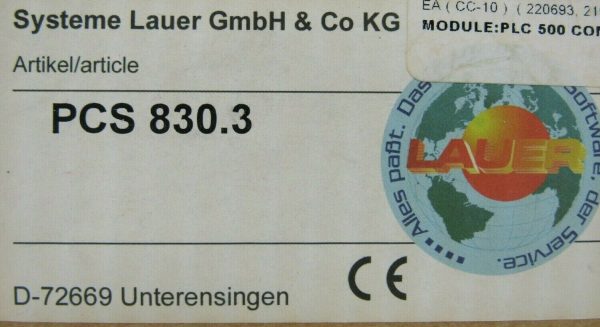 Systeme Lauer GmbH & Co KG
EA ( CC-10 ) ( 220693, 21
MODULE:PLC 500 COM
Artikel/article
PCS 830.3
LAUER
....Alles paßt. Das
Software, der Service.
CE
D-72669 Unterensingen